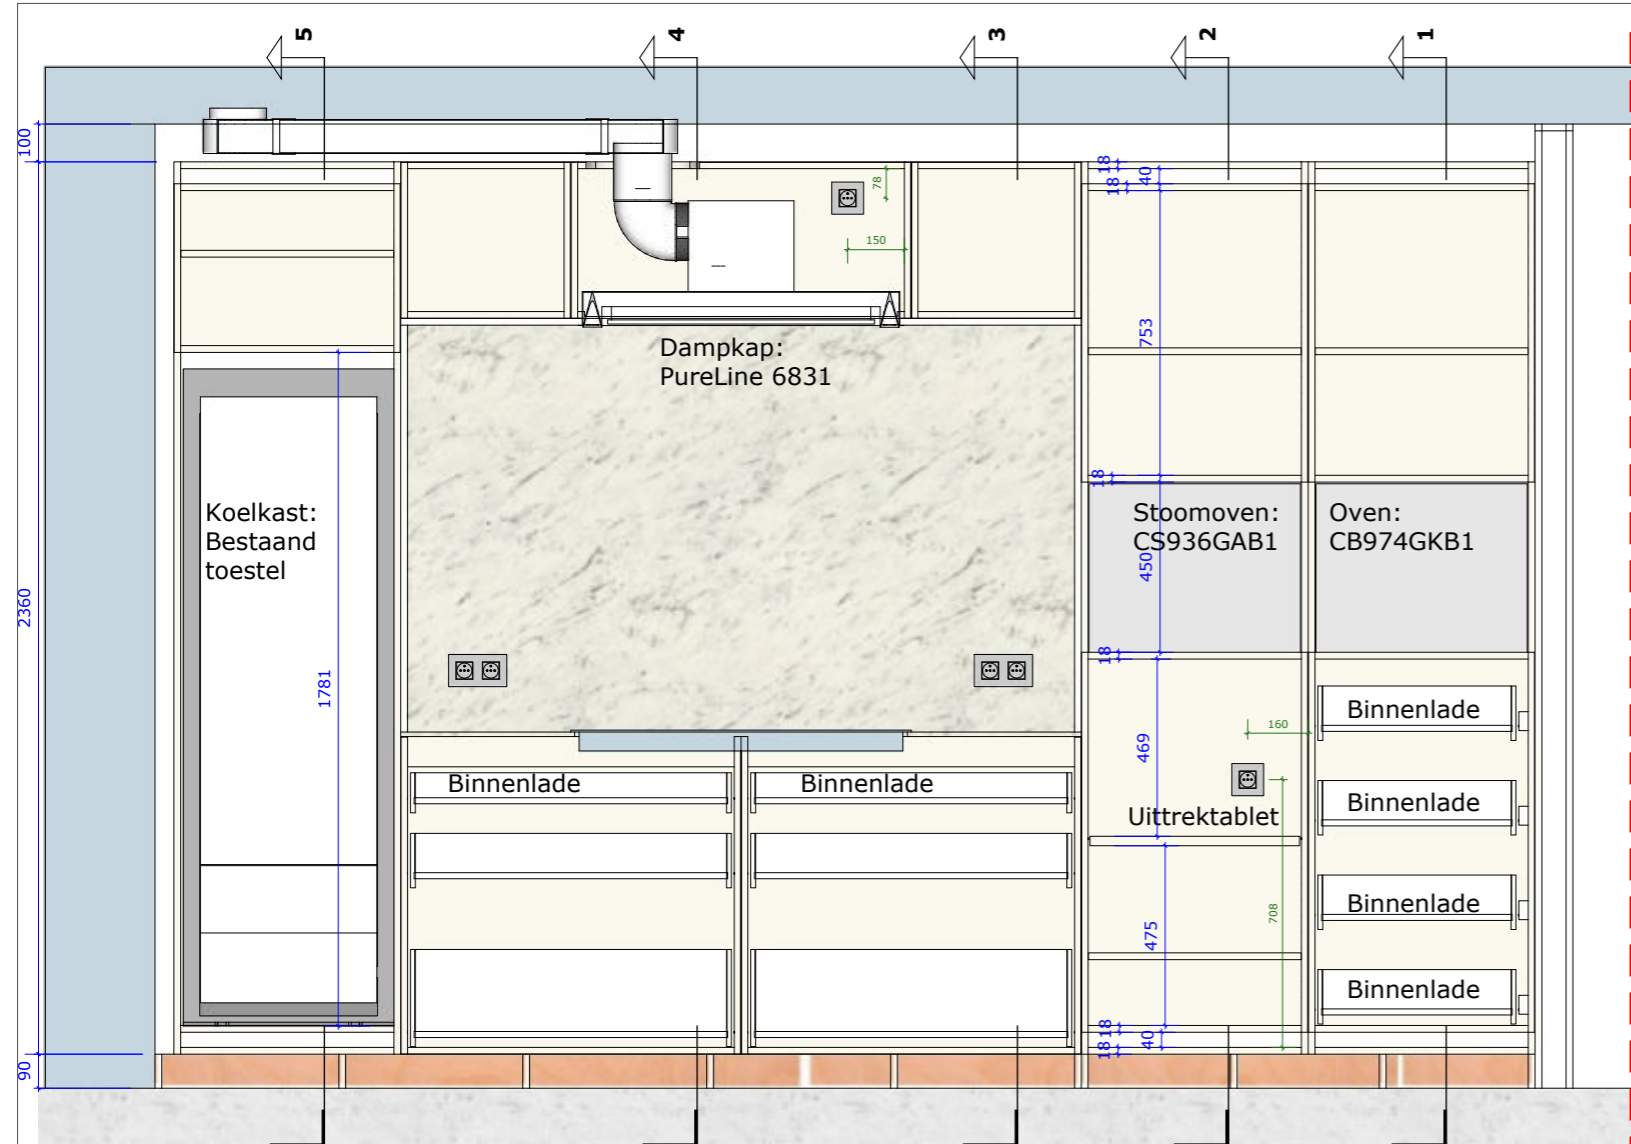 5
4
3
2
1
100
18
40
18
78
150
753
Dampkap:
PureLine 6831
18
Koelkast:
Bestaand
toestel
Stoomoven:
CS936GAB1
Oven:
CB974GKB1
450
2360
18
1781
Binnenlade
160
469
Binnenlade
Binnenlade
Binnenlade
Uittrektablet
708
475
Binnenlade
Binnenlade
18
40
18
90